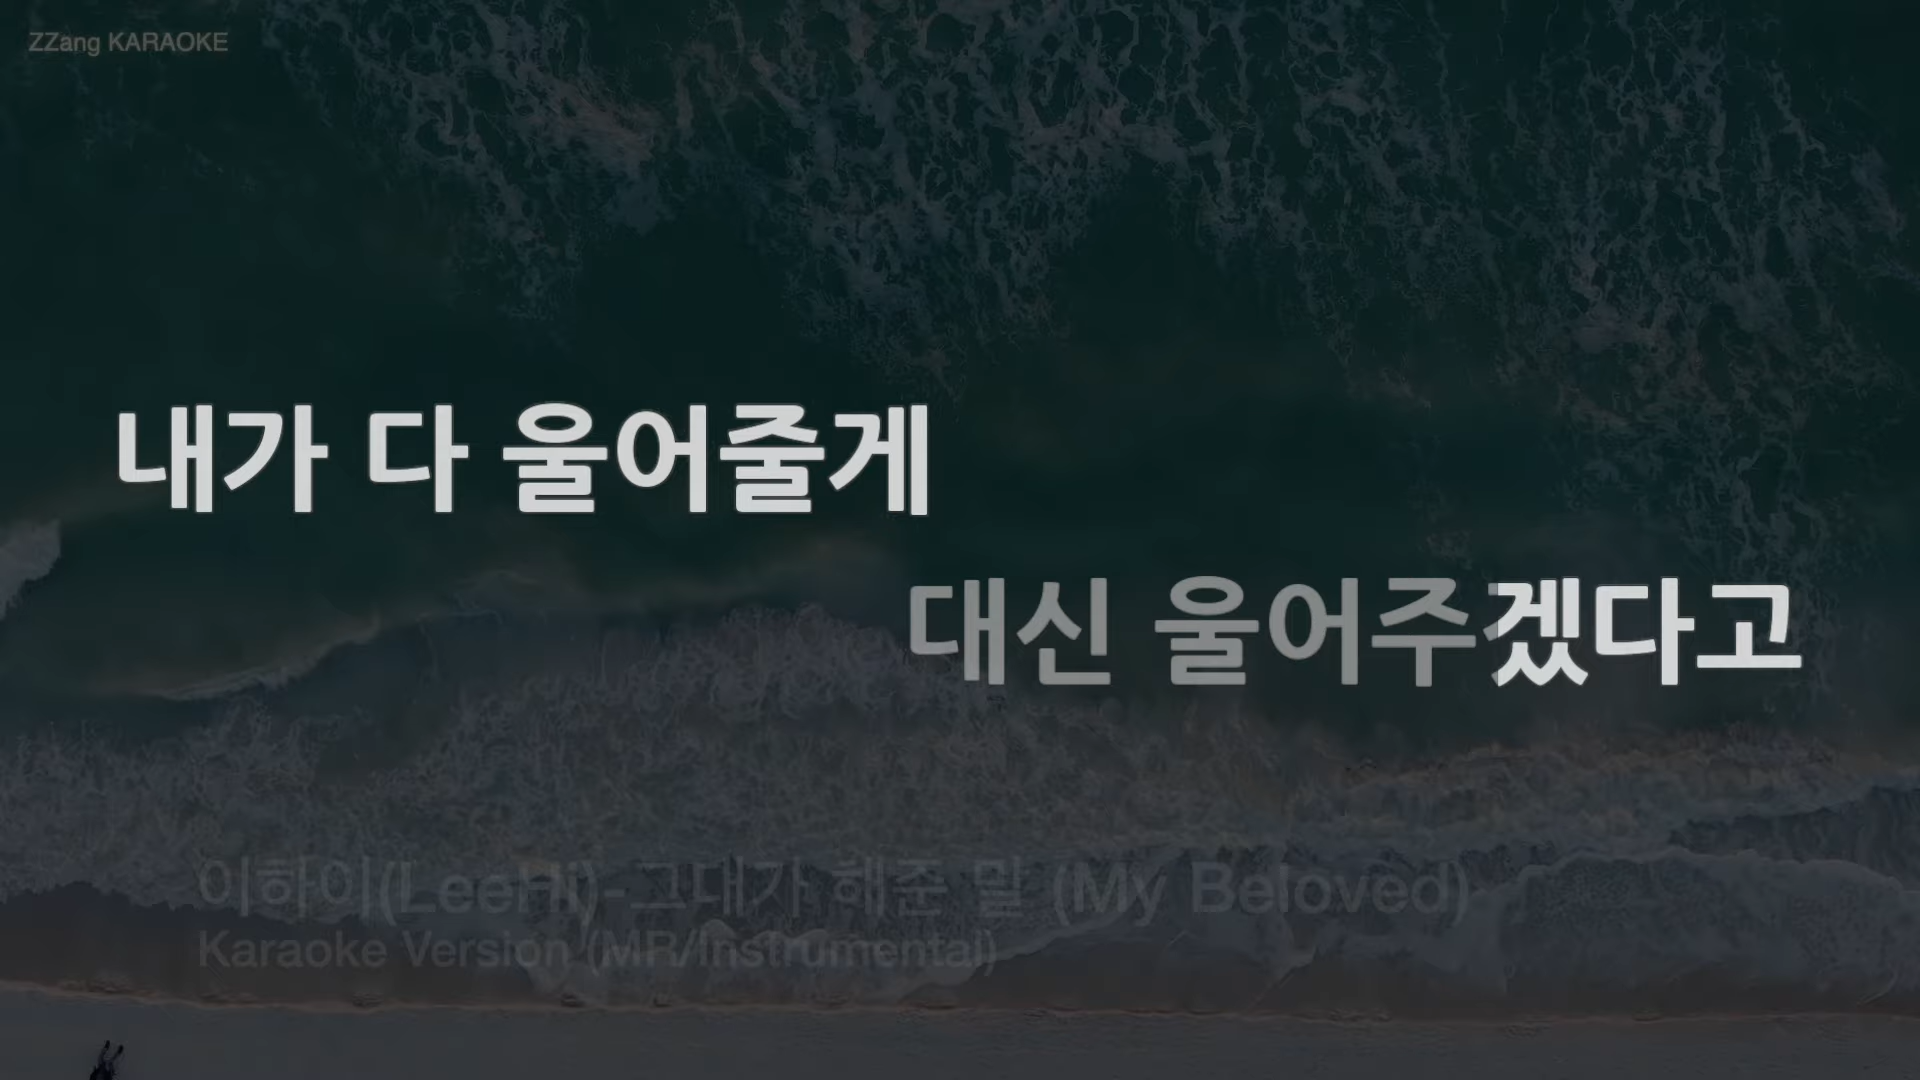 ZZang KARAOKE
내가 다 울어줄게
대신 울어주겠다고
이하이(LeeHi)-그대가 해준 말 (My Beloved)
Karaoke Version (MR/Instrumental)